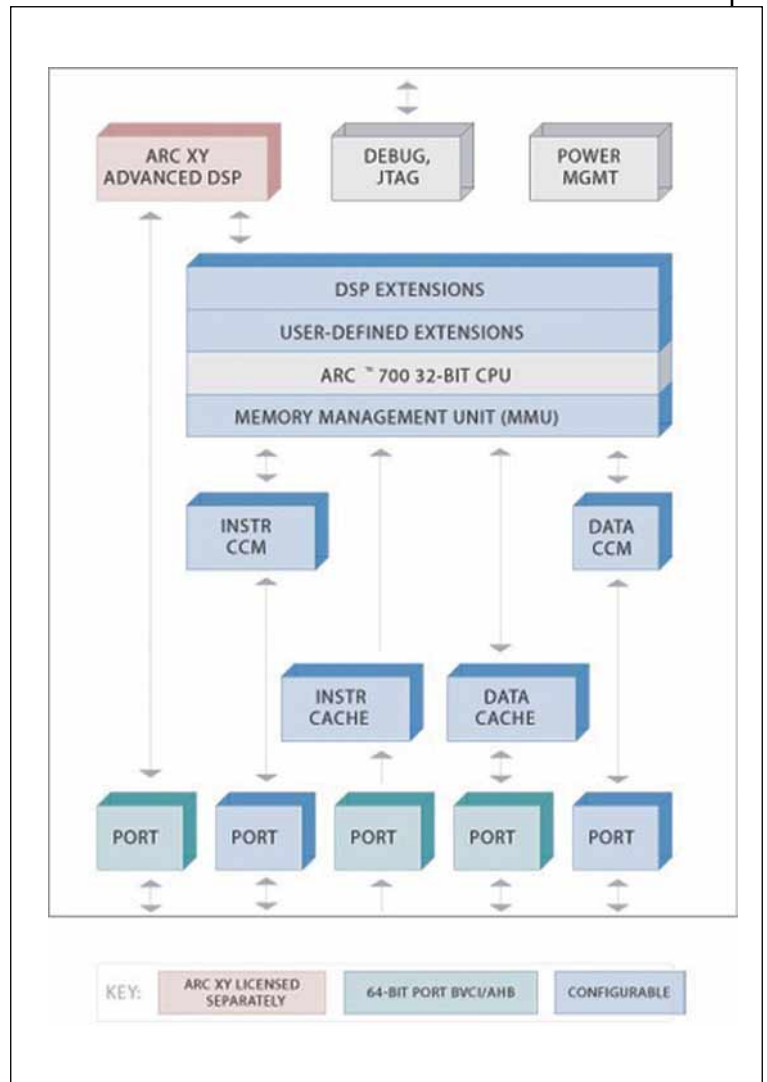 ARC XY
ADVANCED DSP
DEBUG,
JTAG
POWER
MGMT
DSP EXTENSIONS
USER-DEFINED EXTENSIONS
ARC ™ 700 32-BIT CPU
MEMORY MANAGEMENT UNIT (MMU)
INSTR
CCM
DATA
CCM
INSTR
CACHE
DATA
CACHE
PORT
PORT
PORT
PORT
PORT
KEY:
ARC XY LICENSED
SEPARATELY
64-BIT PORT BVCI/AHB
CONFIGURABLE